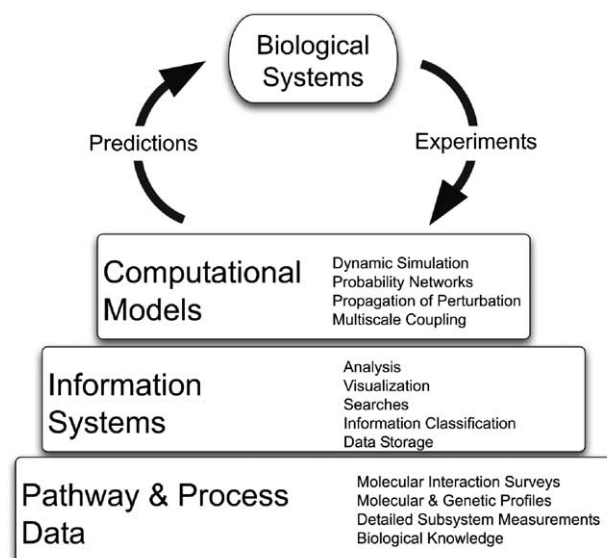 Biological
Systems
Predictions
Experiments
Computational
Models
Dynamic Simulation
Probability Networks
Propagation of Perturbation
Multiscale Coupling
Information
Systems
Analysis
Visualization
Searches
Information Classification
Data Storage
Pathway & Process
Data
Molecular Interaction Surveys
Molecular & Genetic Profiles
Detailed Subsystem Measurements
Biological Knowledge